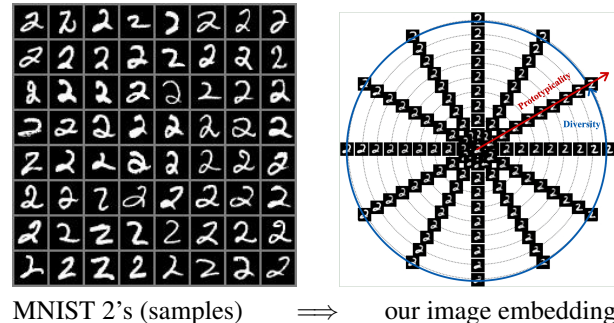 Prototypicality
Diversity
MNIST 2's (samples) ⟹ our image embedding